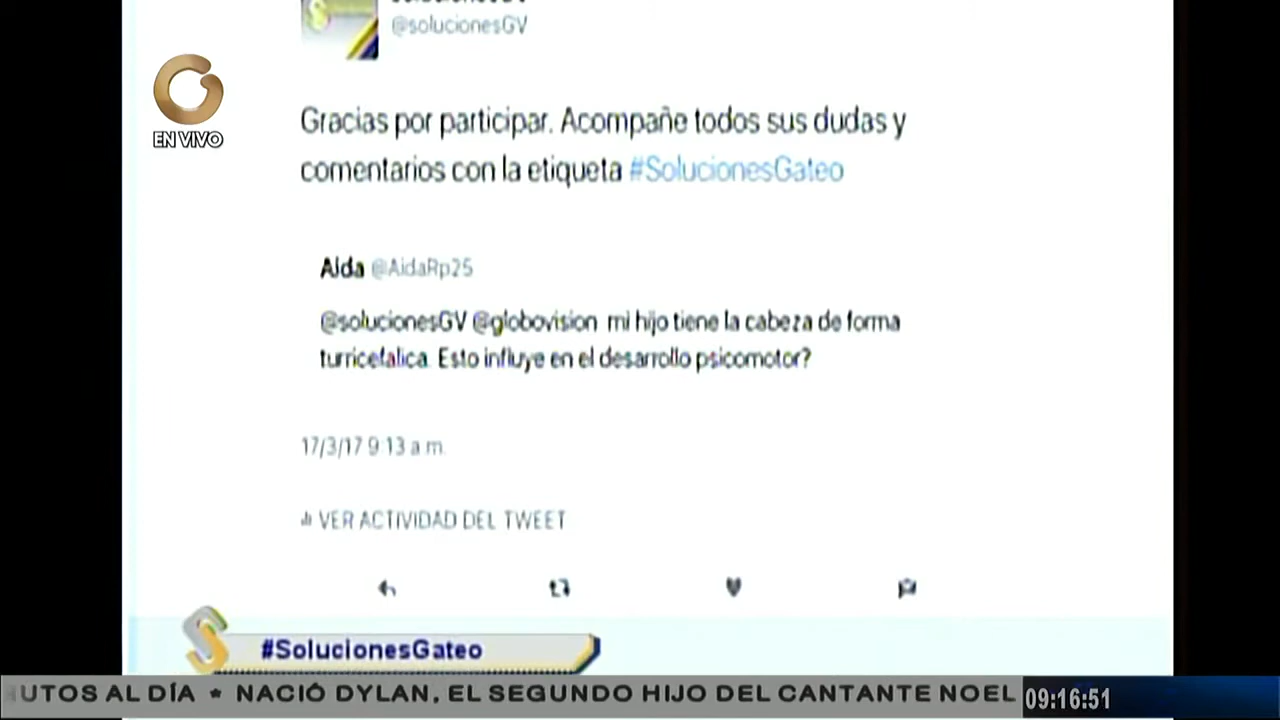 @solucionesGV
EN VIVO
Gracias por participar. Acompañe todos sus dudas y
comentarios con la etiqueta #SolucionesGateo
Aida @AidaRp25
@solucionesGV @globovision mi hijo tiene la cabeza de forma
turricefalica. Esto influye en el desarrollo psicomotor?
17/3/17 9:13 a.m.
VER ACTIVIDAD DEL TWEET
#SolucionesGateo
UTOS AL DÍA * NACIÓ DYLAN, EL SEGUNDO HIJO DEL CANTANTE NOEL
09:16:51